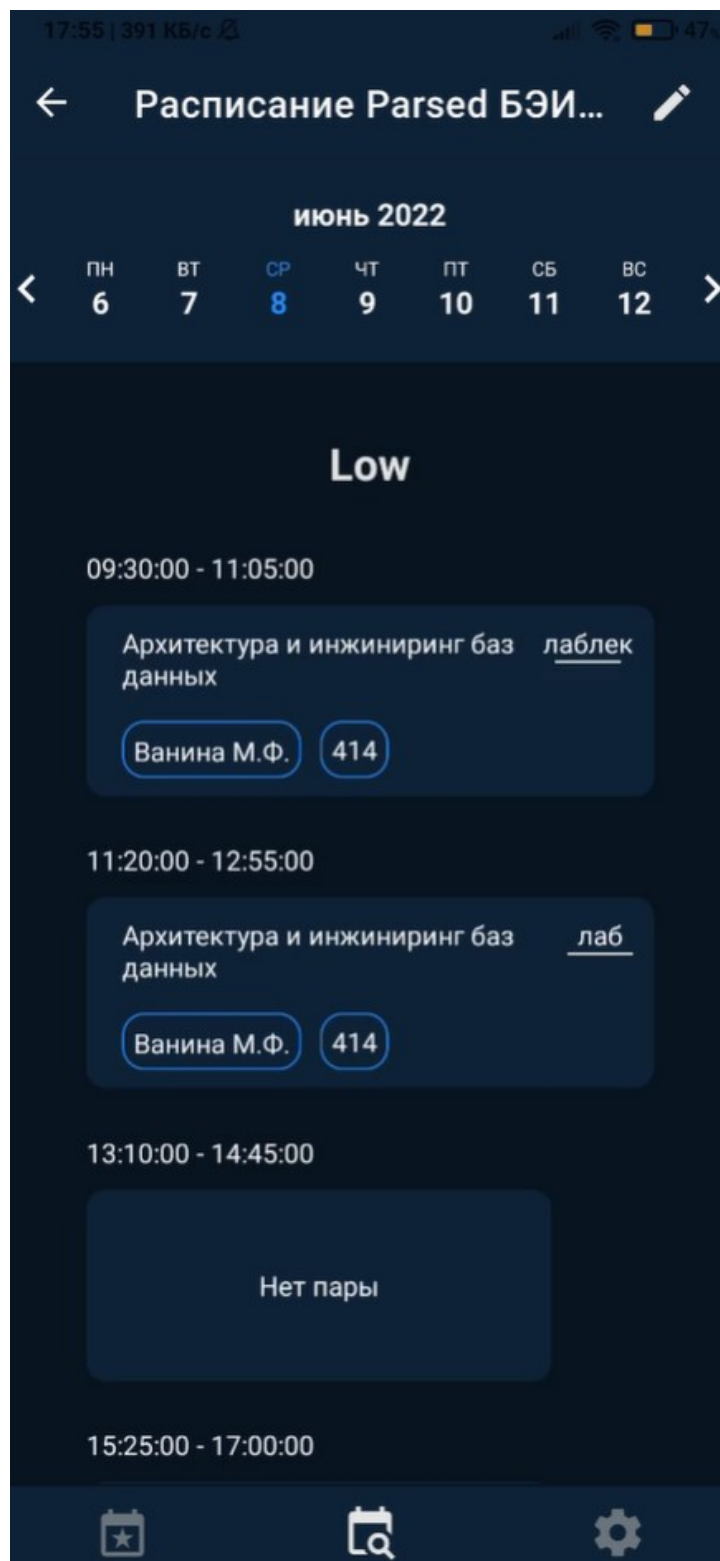 17:55 | 391 КБ/с 47%
Расписание Parsed БЭИ...
июнь 2022
ПН ВТ СР ЧТ ПТ СБ ВС
6 7 8 9 10 11 12
Low
09:30:00 - 11:05:00
Архитектура и инжиниринг баз лаблек
данных
Ванина М.Ф. 414
11:20:00 - 12:55:00
Архитектура и инжиниринг баз лаб
данных
Ванина М.Ф. 414
13:10:00 - 14:45:00
Нет пары
15:25:00 - 17:00:00